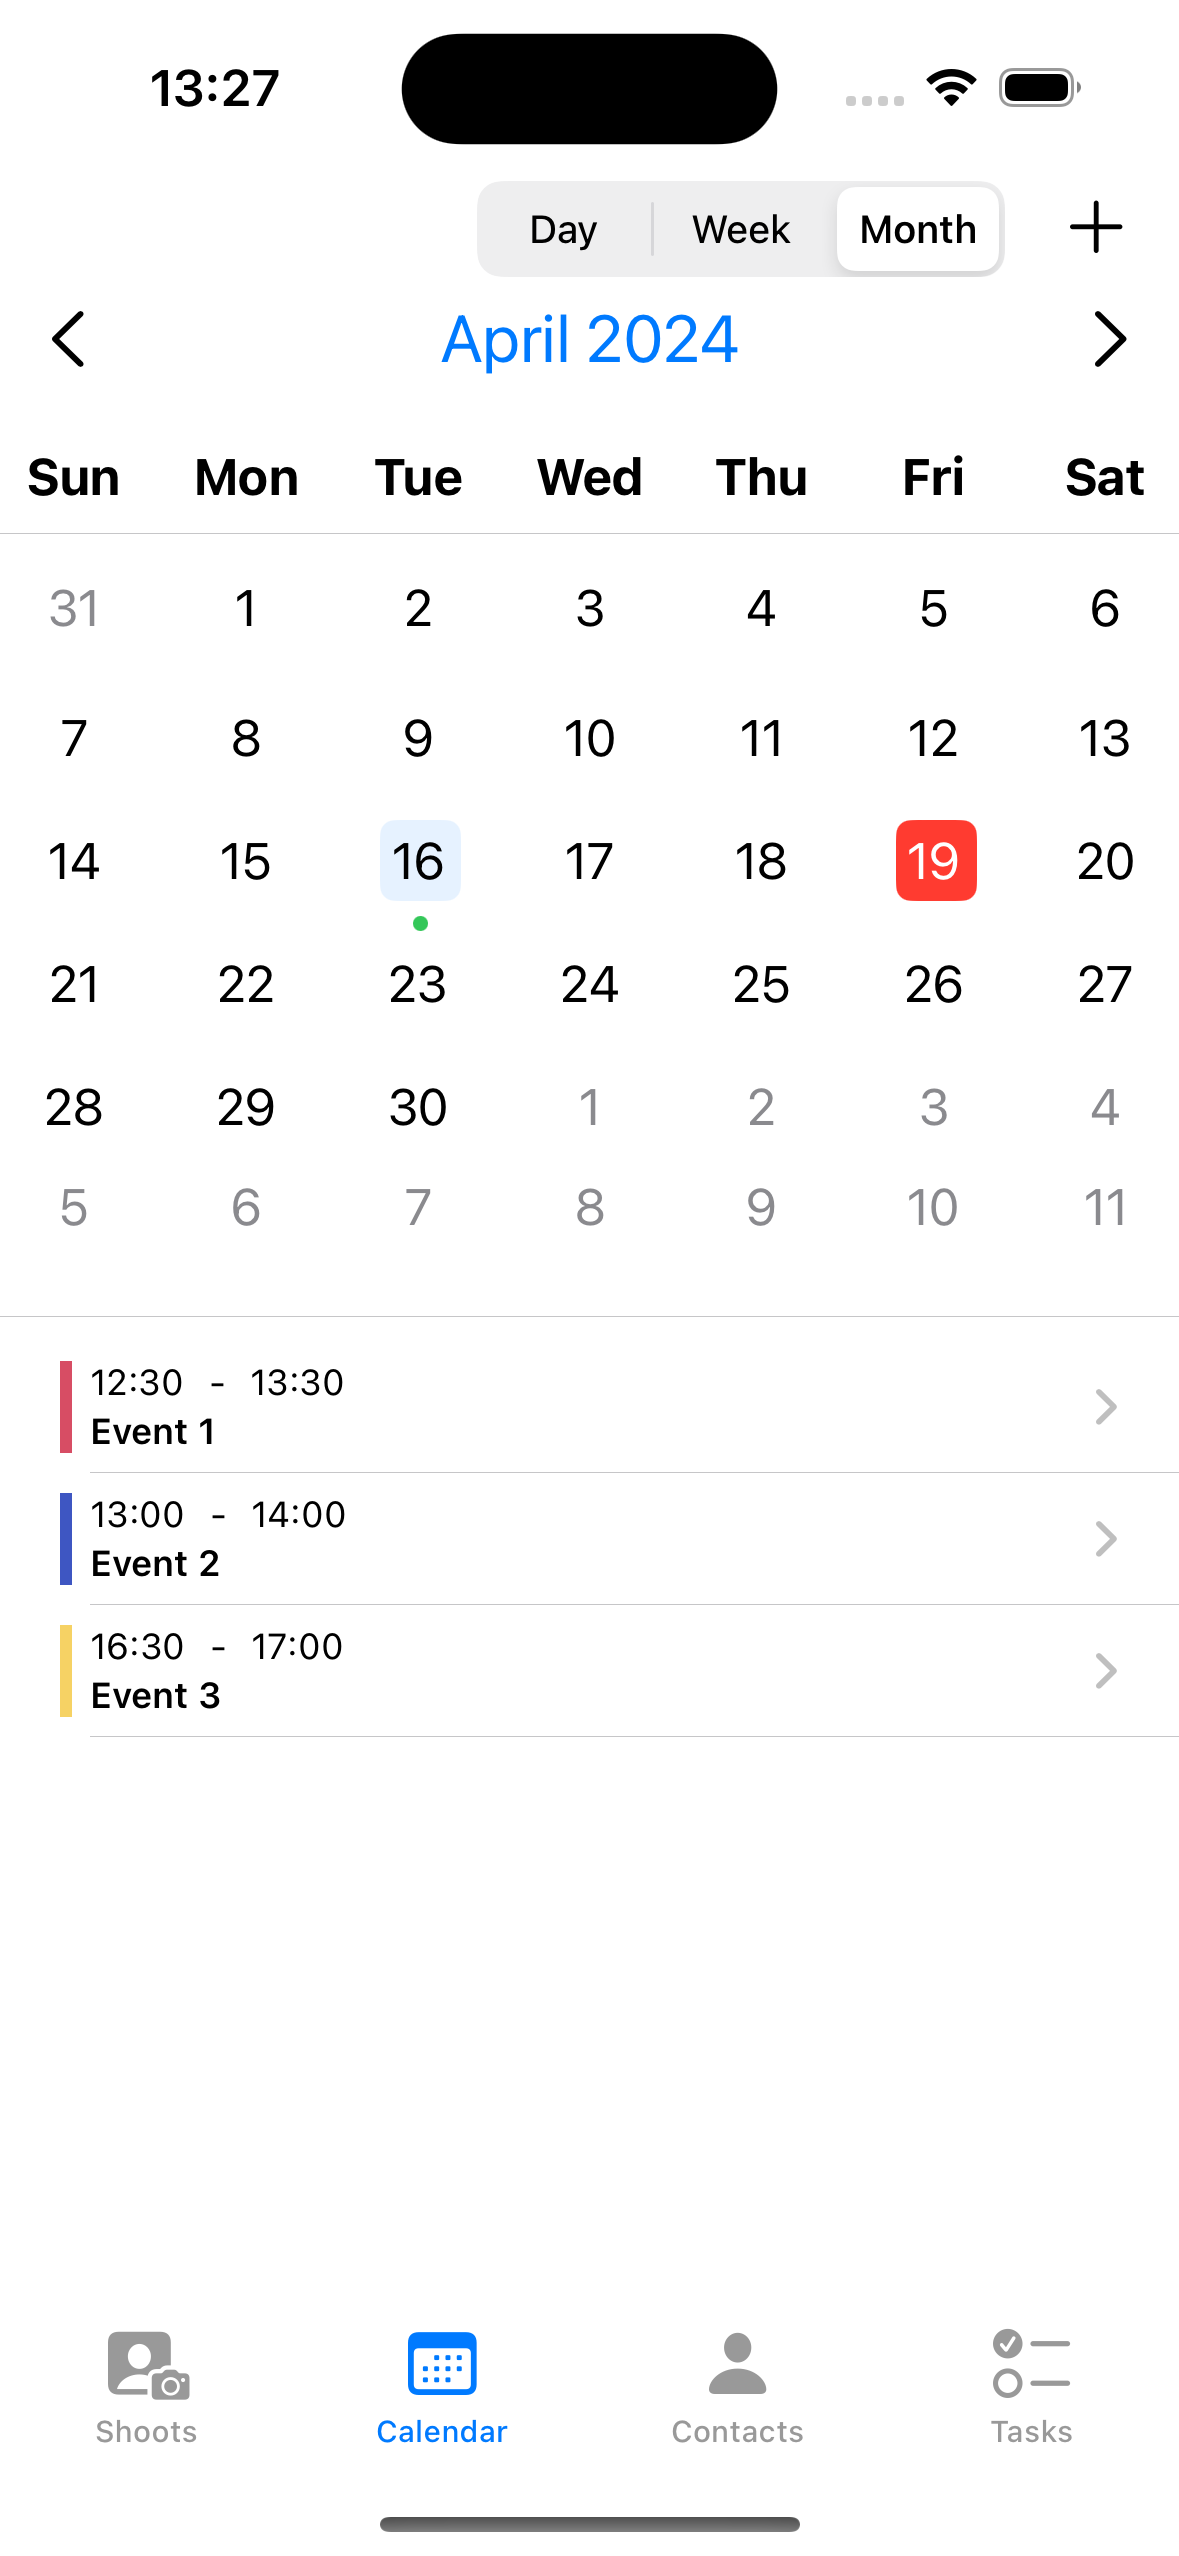 13:27
Day Week Month
April 2024
Sun Mon Tue Wed Thu Fri Sat
31 1 2 3 4 5 6
7 8 9 10 11 12 13
14 15 16 17 18 19 20
21 22 23 24 25 26 27
28 29 30 1 2 3 4
5 6 7 8 9 10 11
12:30 - 13:30
Event 1
13:00 - 14:00
Event 2
16:30 - 17:00
Event 3
Shoots Calendar Contacts Tasks